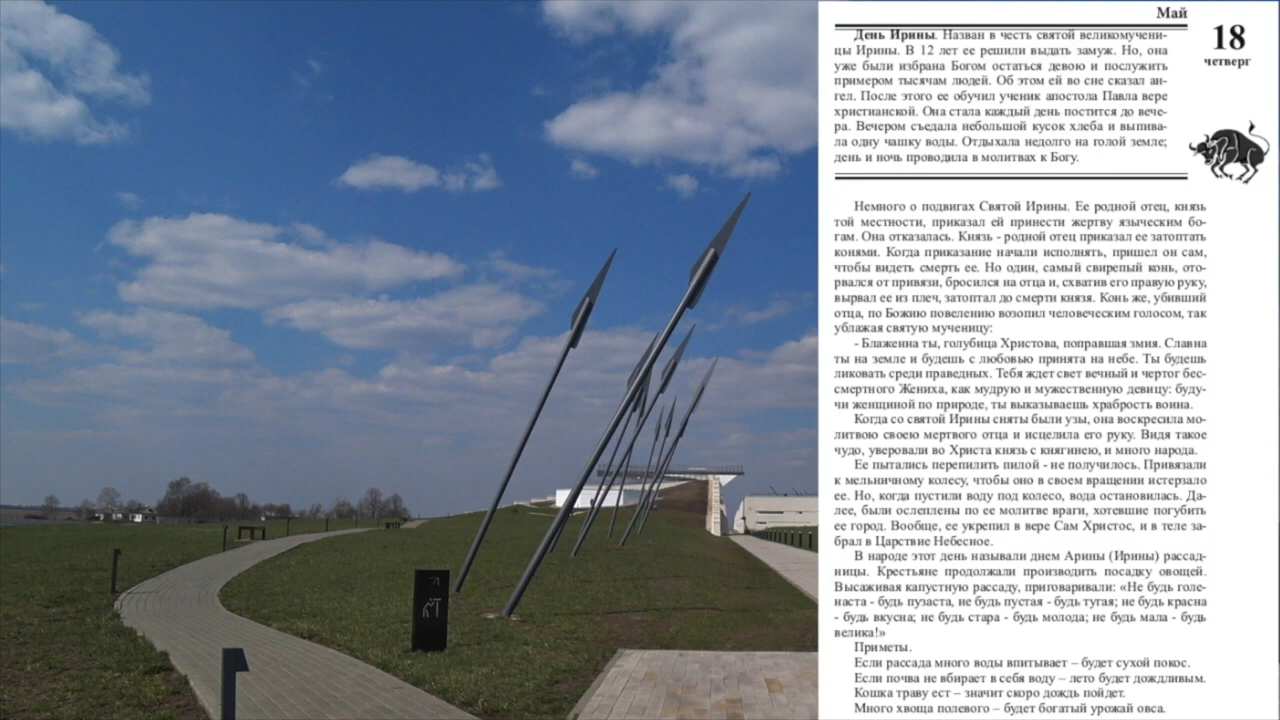 Май
18
четверг
День Ирины. Назван в честь святой великомучени-
цы Ирины. В 12 лет ее решили выдать замуж. Но, она
уже были избрана Богом остаться девою и послужить
примером тысячам людей. Об этом ей во сне сказал ан-
гел. После этого ее обучил ученик апостола Павла вере
христианской. Она стала каждый день постится до вече-
ра. Вечером съедала небольшой кусок хлеба и выпива-
ла одну чашку воды. Отдыхала недолго на голой земле;
день и ночь проводила в молитвах к Богу.
Немного о подвигах Святой Ирины. Ее родной отец, князь
той местности, приказал ей принести жертву языческим бо-
гам. Она отказалась. Князь - родной отец приказал ее затоптать
конями. Когда приказание начали исполнять, пришел он сам,
чтобы видеть смерть ее. Но один, самый свирепый конь, ото-
рвался от привязи, бросился на отца и, схватив его правую руку,
вырвал ее из плеч, затоптал до смерти князя. Конь же, убивший
отца, по Божию повелению возопил человеческим голосом, так
ублажая святую мученицу:
- Блаженна ты, голубица Христова, поправшая змия. Славна
ты на земле и будешь с любовью принята на небе. Ты будешь
ликовать среди праведных. Тебя ждет свет вечный и чертог бес-
смертного Жениха, как мудрую и мужественную девицу: буду-
чи женщиной по природе, ты выказываешь храбрость воина.
Когда со святой Ирины сняты были узы, она воскресила мо-
литвою своею мертвого отца и исцелила его руку. Видя такое
чудо, уверовали во Христа князь с княгинею, и много народа.
Ее пытались перепилить пилой - не получилось. Привязали
к мельничному колесу, чтобы оно в своем вращении истерзало
ее. Но, когда пустили воду под колесо, вода остановилась. Да-
лее, были ослеплены по ее молитве враги, хотевшие погубить
ее город. Вообще, ее укрепил в вере Сам Христос, и в теле за-
брал в Царствие Небесное.
В народе этот день называли днем Арины (Ирины) рассад-
ницы. Крестьяне продолжали производить посадку овощей.
Высаживая капустную рассаду, приговаривали: «Не будь голе-
наста - будь пузаста, не будь пустая - будь тугая; не будь красна
- будь вкусна; не будь стара - будь молода; не будь мала - будь
велика!»
Приметы.
Если рассада много воды впитывает – будет сухой покос.
Если почва не вбирает в себя воду – лето будет дождливым.
Кошка траву ест – значит скоро дождь пойдет.
Много хвоща полевого – будет богатый урожай овса.